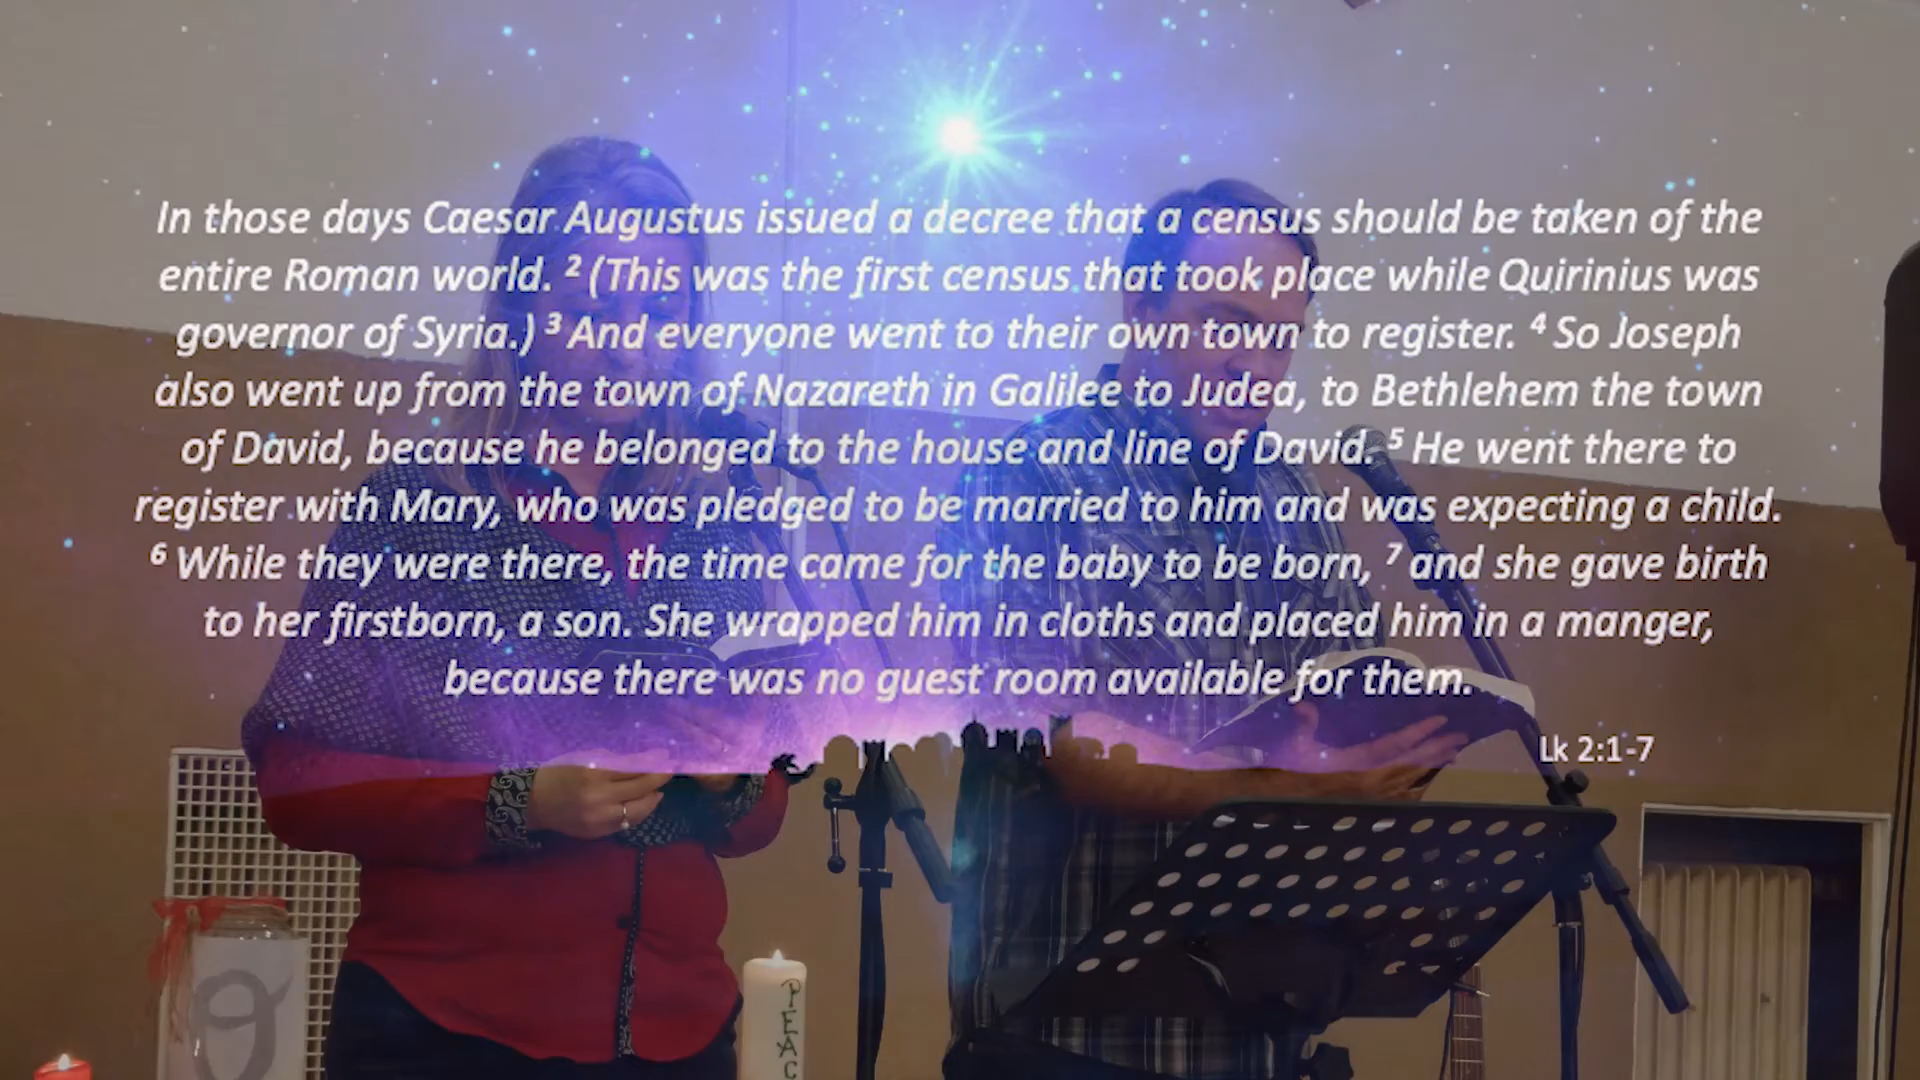 In those days Caesar Augustus issued a decree that a census should be taken of the
entire Roman world. ² (This was the first census that took place while Quirinius was
governor of Syria.) ³ And everyone went to their own town to register. ⁴ So Joseph
also went up from the town of Nazareth in Galilee to Judea, to Bethlehem the town
of David, because he belonged to the house and line of David. ⁵ He went there to
register with Mary, who was pledged to be married to him and was expecting a child.
⁶ While they were there, the time came for the baby to be born, ⁷ and she gave birth
to her firstborn, a son. She wrapped him in cloths and placed him in a manger,
because there was no guest room available for them.
Lk 2:1-7
PEAC